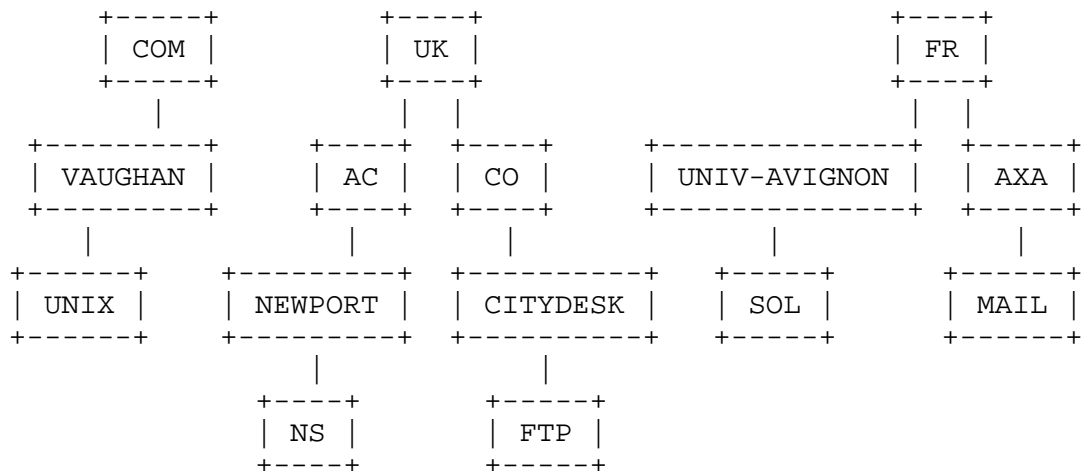 COM UK FR
VAUGHAN AC CO UNIV-AVIGNON AXA
UNIX NEWPORT CITYDESK SOL MAIL
NS FTP